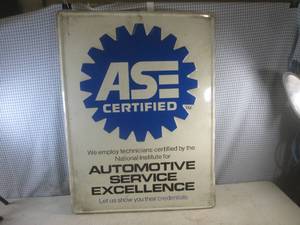 ASE
CERTIFIED
TM
We employ technicians certified by the
National Institute for
AUTOMOTIVE
SERVICE
EXCELLENCE
Let us show you their credentials.